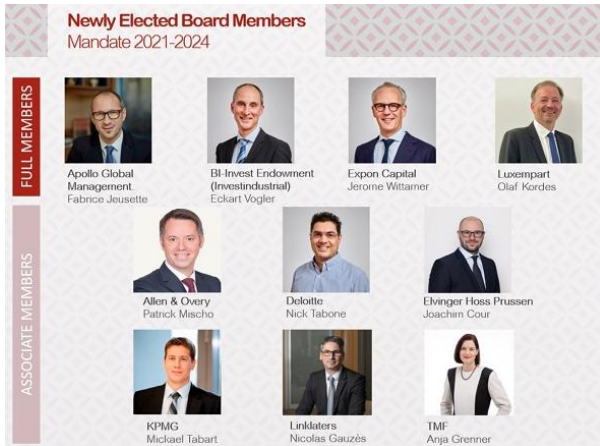 Newly Elected Board Members
Mandate 2021-2024
FULL MEMBERS
Apollo Global
Management
Fabrice Jeusette
BI-Invest Endowment
(Investindustrial)
Eckart Vogler
Expon Capital
Jerome Wittamer
Luxempart
Olaf Kordes
ASSOCIATE MEMBERS
Allen & Overy
Patrick Mischo
Deloitte
Nick Tabone
Elvinger Hoss Prussen
Joachim Cour
KPMG
Mickael Tabart
Linklaters
Nicolas Gauzès
TMF
Anja Grenner